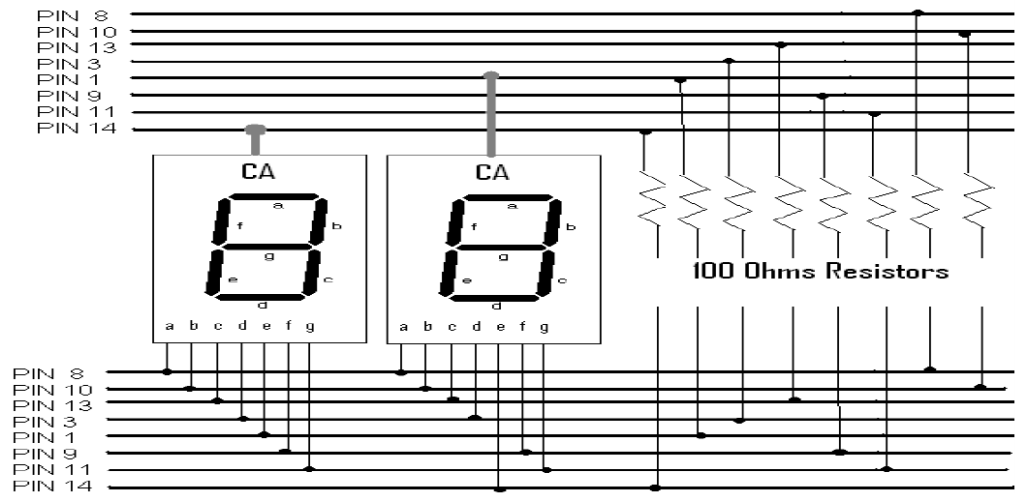 PIN 8
PIN 10
PIN 13
PIN 3
PIN 1
PIN 9
PIN 11
PIN 14
CA CA
a a
f b f b
g g
e c e c
d d
a b c d e f g a b c d e f g
100 Ohms Resistors
PIN 8
PIN 10
PIN 13
PIN 3
PIN 1
PIN 9
PIN 11
PIN 14